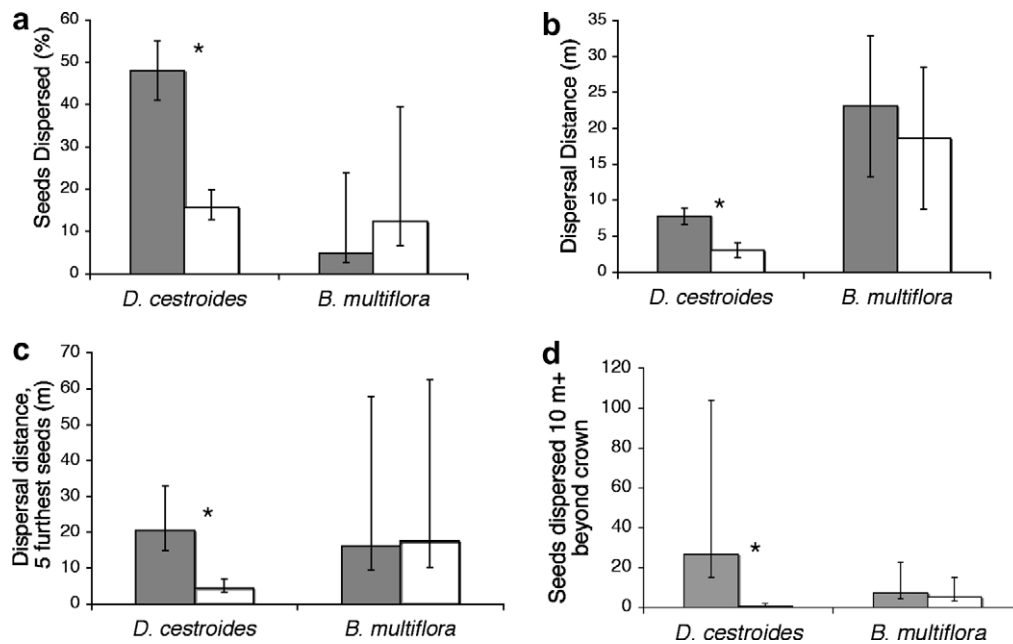 a
Seeds Dispersed (%)
60
50
40
30
20
10
0
*
D. cestroides
B. multiflora
b
Dispersal Distance (m)
35
30
25
20
15
10
5
0
*
D. cestroides
B. multiflora
c
Dispersal distance,
5 furthest seeds (m)
70
60
50
40
30
20
10
0
*
D. cestroides
B. multiflora
d
Seeds dispersed 10 m+
beyond crown
120
100
80
60
40
20
0
*
D. cestroides
B. multiflora